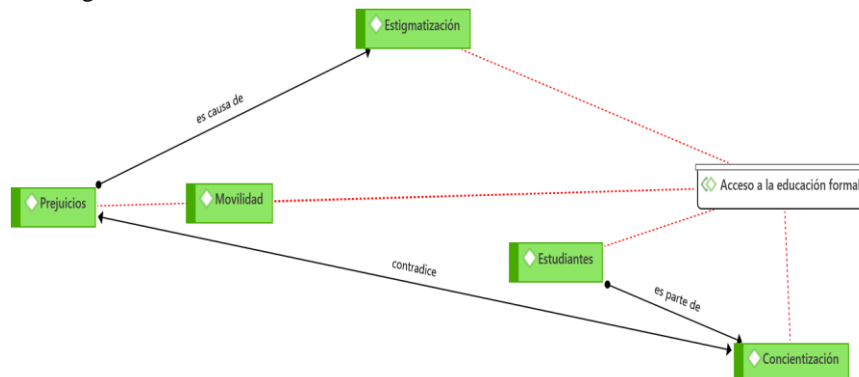 Estigmatización
es causa de
Acceso a la educación formal
Prejuicios
Movilidad
Estudiantes
contradice
es parte de
Concientización